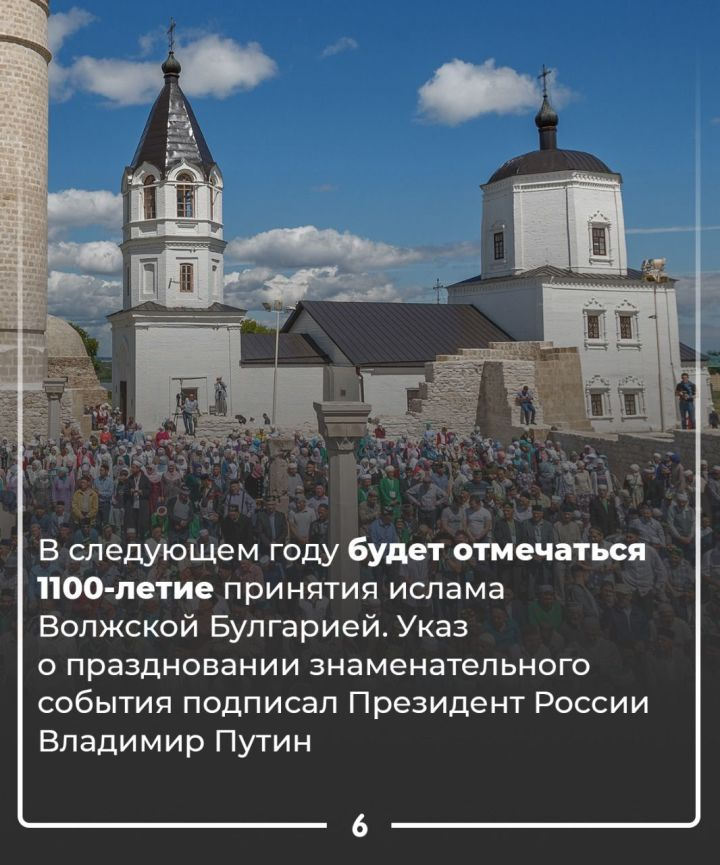 В следующем году будет отмечаться
1100-летие принятия ислама
Волжской Булгарией. Указ
о праздновании знаменательного
события подписал Президент России
Владимир Путин
6